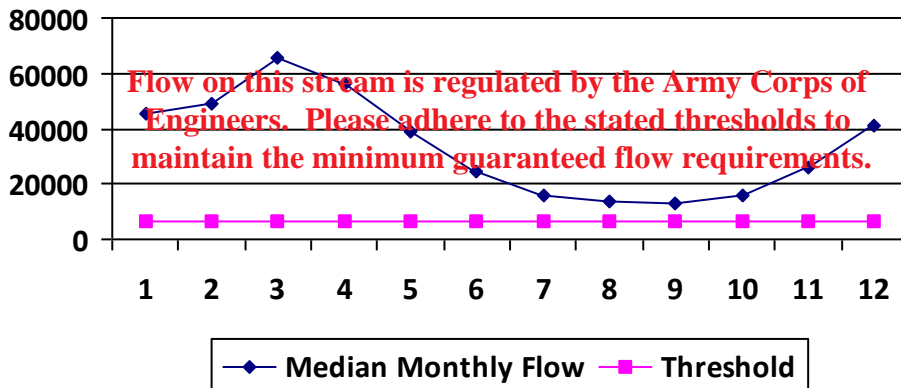 80000
60000
40000
20000
0
Flow on this stream is regulated by the Army Corps of
Engineers. Please adhere to the stated thresholds to
maintain the minimum guaranteed flow requirements.
1 2 3 4 5 6 7 8 9 10 11 12
Median Monthly Flow Threshold